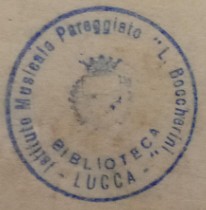 Istituto Musicale Pareggiato "L. Boccherini"
BIBLIOTECA
- LUCCA -